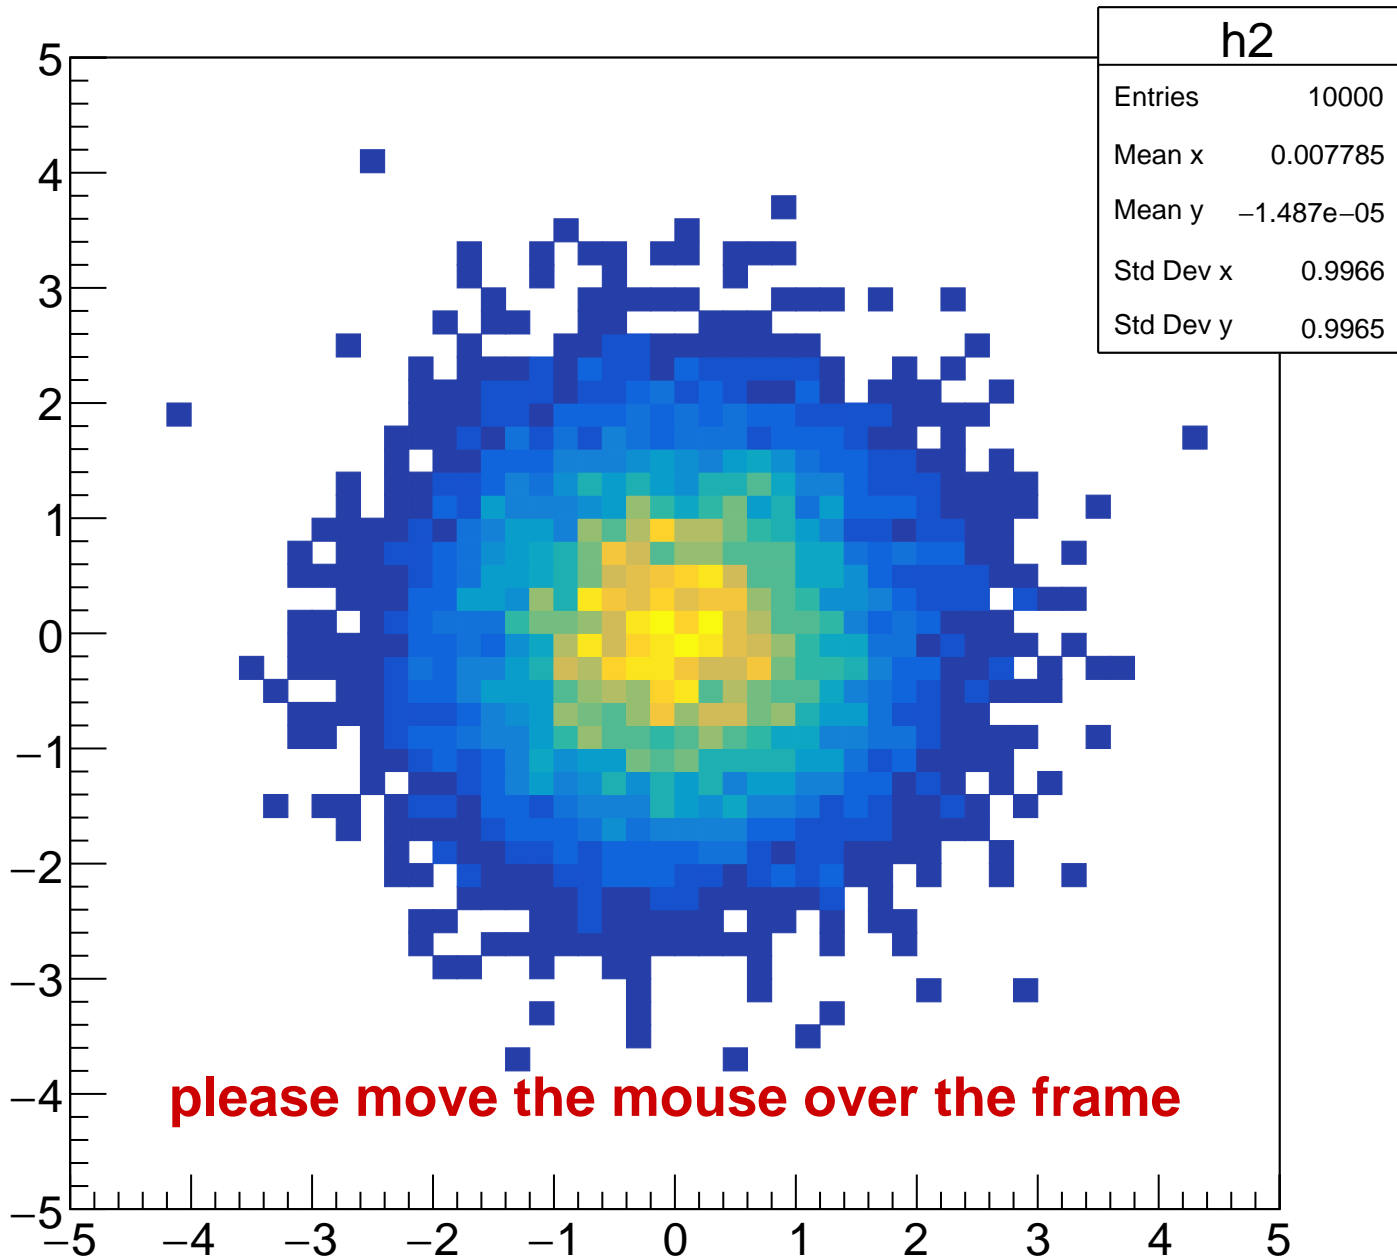 h2
Entries 10000
Mean x 0.007785
Mean y −1.487e−05
Std Dev x 0.9966
Std Dev y 0.9965
5
4
3
2
1
0
−1
−2
−3
−4
−5
please move the mouse over the frame
−5 −4 −3 −2 −1 0 1 2 3 4 5